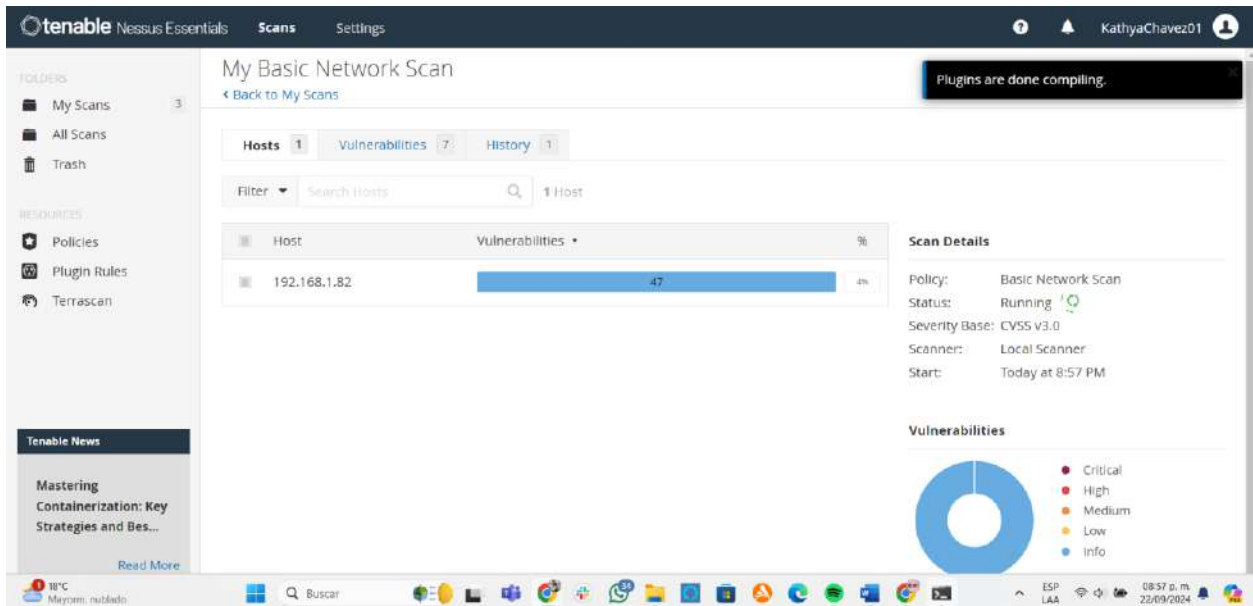 tenable Nessus Essentials
Scans
Settings
KathyaChavez01
Plugins are done compiling.
FOLDERS
My Scans 3
All Scans
Trash
RESOURCES
Policies
Plugin Rules
Terrascan
Tenable News
Mastering
Containerization: Key
Strategies and Bes...
Read More
My Basic Network Scan
Back to My Scans
Hosts 1
Vulnerabilities 7
History 1
Filter
Search Hosts
1 Host
Host
Vulnerabilities
%
192.168.1.82
47
4%
Scan Details
Policy: Basic Network Scan
Status: Running
Severity Base: CVSS v3.0
Scanner: Local Scanner
Start: Today at 8:57 PM
Vulnerabilities
Critical
High
Medium
Low
Info
18°C
Mayorm. nublado
Buscar
ESP
LAA
08:57 p. m.
22/09/2024